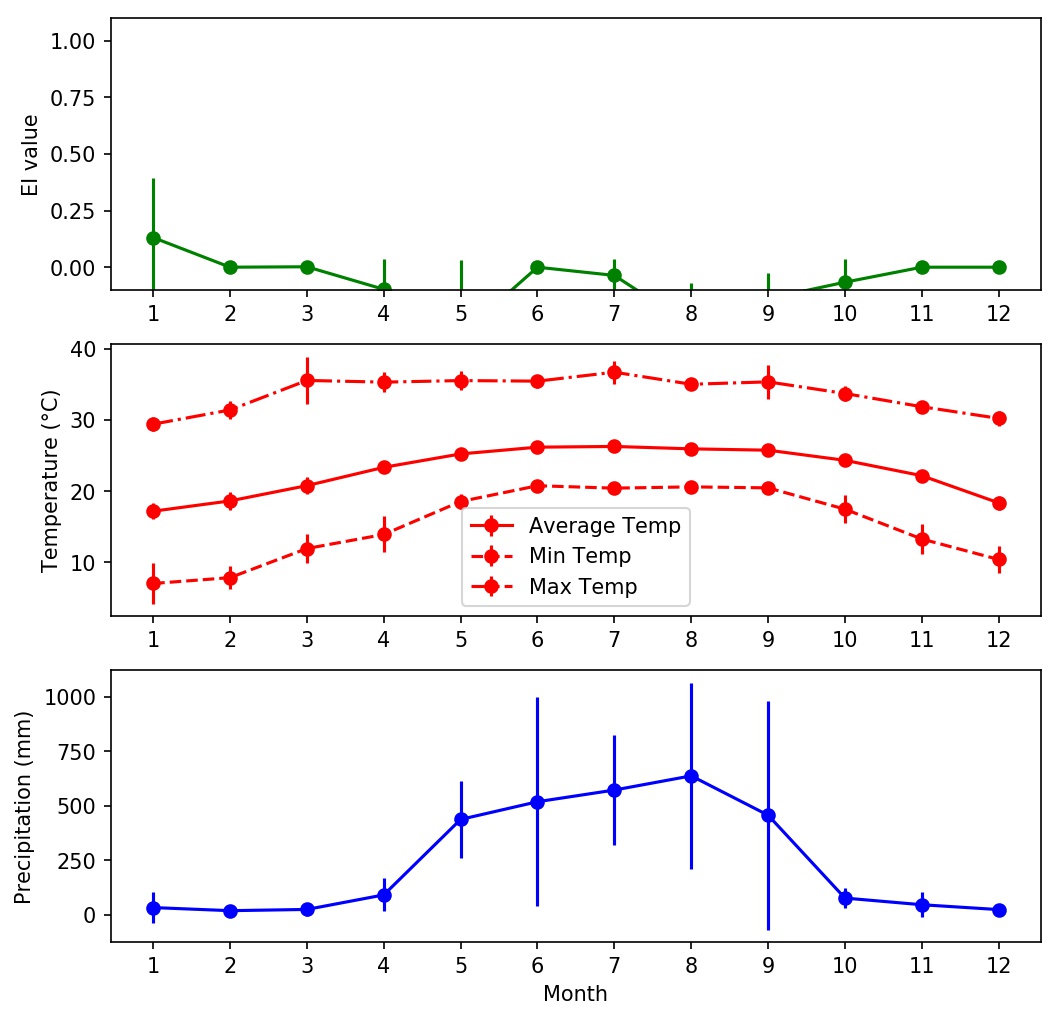 EI value
1.00
0.75
0.50
0.25
0.00
1 2 3 4 5 6 7 8 9 10 11 12
Temperature (°C)
40
30
20
10
Average Temp
Min Temp
Max Temp
1 2 3 4 5 6 7 8 9 10 11 12
Precipitation (mm)
1000
750
500
250
0
1 2 3 4 5 6 7 8 9 10 11 12
Month